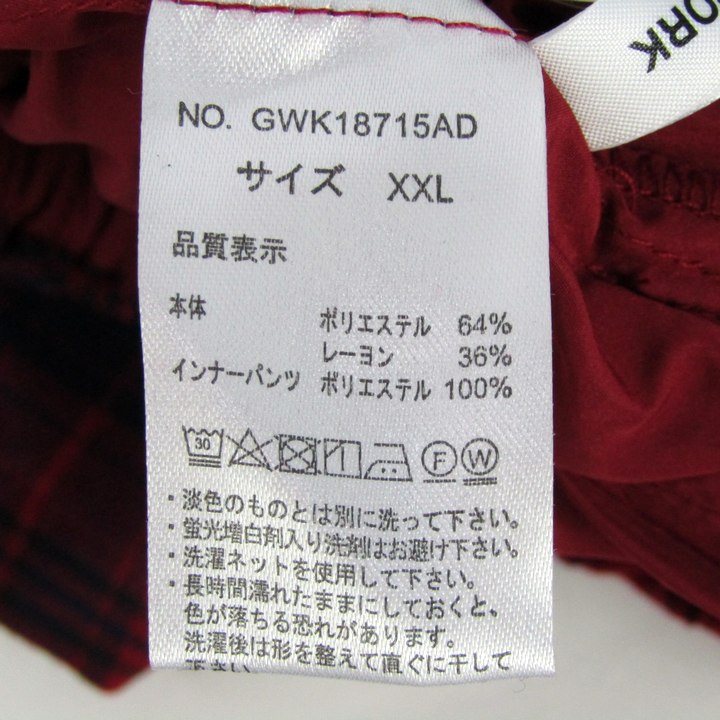 ORK
NO. GWK18715AD
サイズ XXL
品質表示
本体 ポリエステル 64%
レーヨン 36%
インナーパンツ ポリエステル 100%
30 F W
・淡色のものとは別に洗って下さい。
・蛍光増白剤入り洗剤はお避け下さい。
・洗濯ネットを使用して下さい。
・長時間濡れたままにしておくと、
色が落ちる恐れがあります。
洗濯後は形を整えて直ぐに干して
下さい。